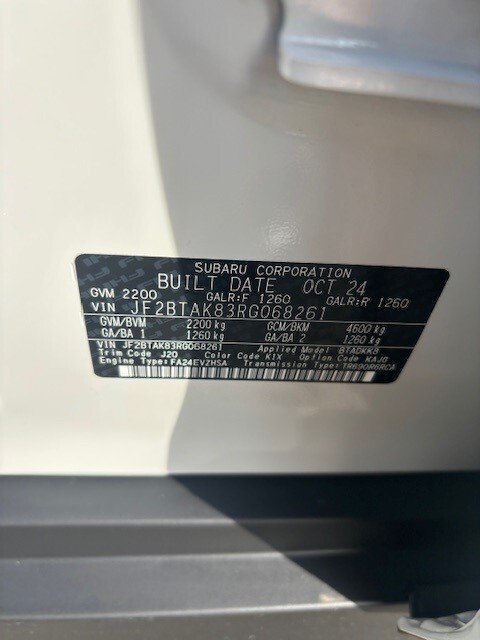 SUBARU CORPORATION
BUILT DATE OCT 24
GVM 2200 GALR:F 1260 GALR:R 1260
VIN JF2BTAK83RG068261
GVM/BVM 2200 kg GCM/BKM 4600 kg
GA/BA 1 1260 kg GA/BA 2 1260 kg
VIN JF2BTAK83RG068261 Applied Model BTADKK8
Trim Code J20 Color Code K1X Option Code KAJG
Engine Type:FA24EVZHSA Transmission Type:TR690R6RCA